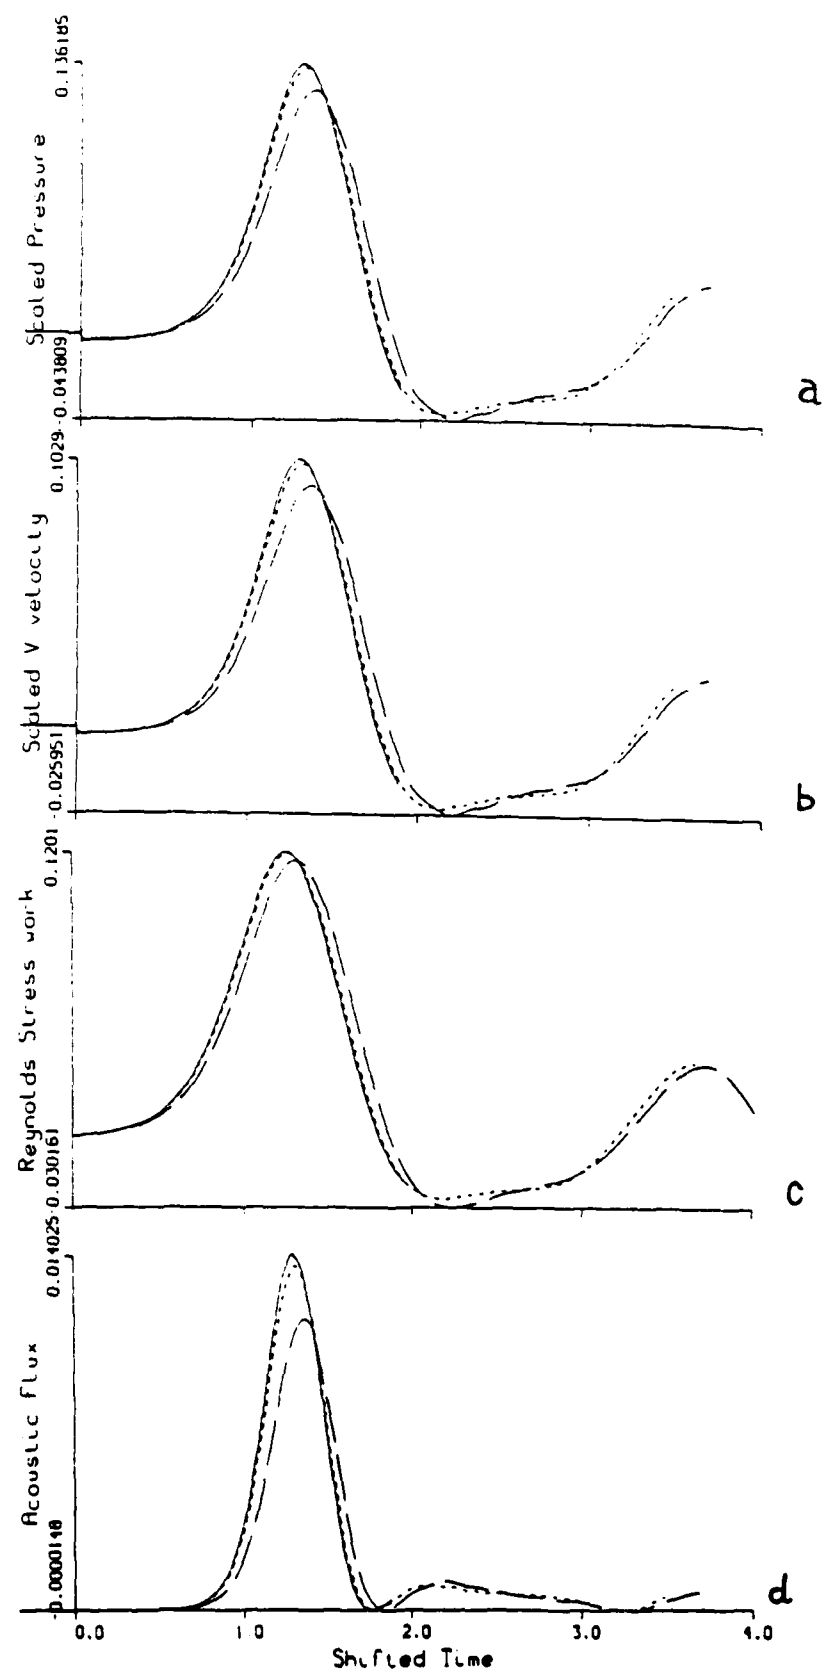 0.136185
Scaled Pressure
-0.043809
a
0.1029
Scaled V velocity
-0.025951
b
0.1201
Reynolds Stress work
-0.030161
c
0.014025
Acoustic flux
-0.0000148
d
0.0 1.0 2.0 3.0 4.0
Shifted Time